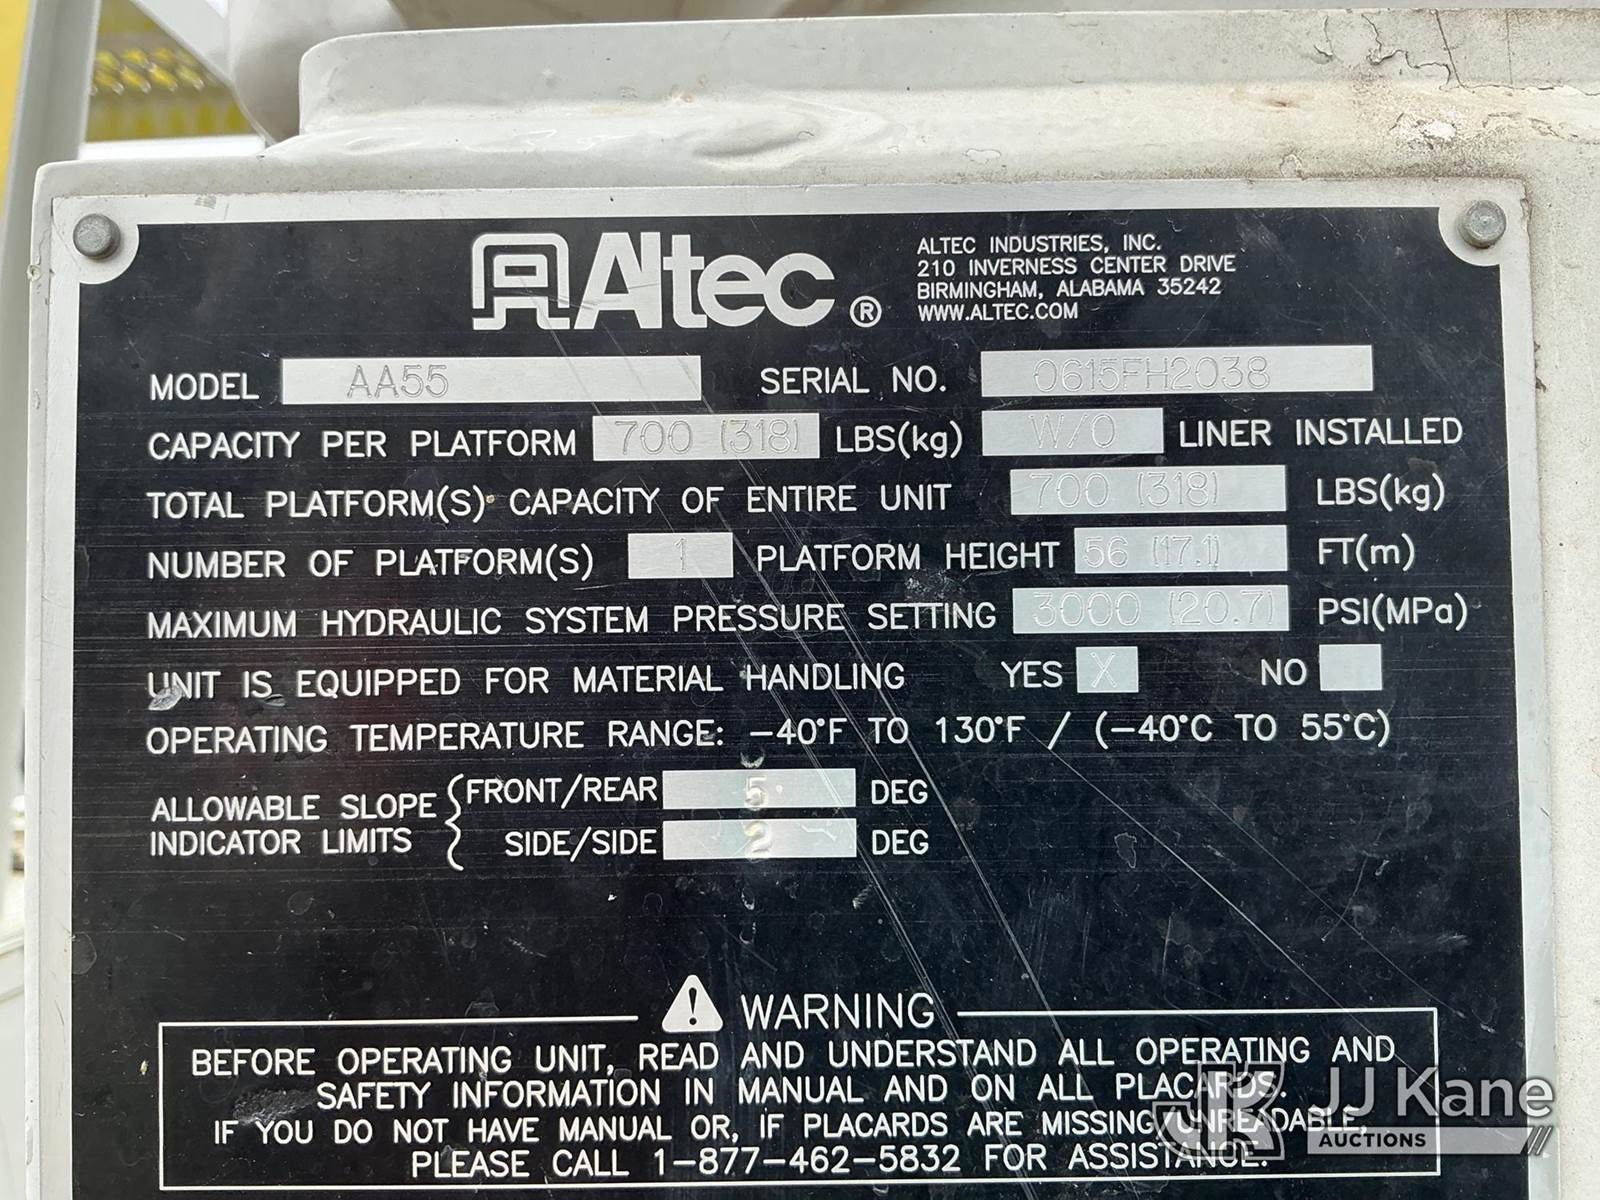 Altec ®
ALTEC INDUSTRIES, INC.
210 INVERNESS CENTER DRIVE
BIRMINGHAM, ALABAMA 35242
WWW.ALTEC.COM
MODEL AA55 SERIAL NO. 0615FH2038
CAPACITY PER PLATFORM 700 (318) LBS(kg) W/O LINER INSTALLED
TOTAL PLATFORM(S) CAPACITY OF ENTIRE UNIT 700 (318) LBS(kg)
NUMBER OF PLATFORM(S) 1 PLATFORM HEIGHT 56 (17.1) FT(m)
MAXIMUM HYDRAULIC SYSTEM PRESSURE SETTING 3000 (20.7) PSI(MPa)
UNIT IS EQUIPPED FOR MATERIAL HANDLING YES X NO
OPERATING TEMPERATURE RANGE: -40°F TO 130°F / (-40°C TO 55°C)
ALLOWABLE SLOPE
INDICATOR LIMITS
FRONT/REAR 5 DEG
SIDE/SIDE 2 DEG
WARNING
BEFORE OPERATING UNIT, READ AND UNDERSTAND ALL OPERATING AND
SAFETY INFORMATION IN MANUAL AND ON ALL PLACARDS.
IF YOU DO NOT HAVE MANUAL OR, IF PLACARDS ARE MISSING, UNREADABLE,
PLEASE CALL 1-877-462-5832 FOR ASSISTANCE.
JJ Kane
AUCTIONS